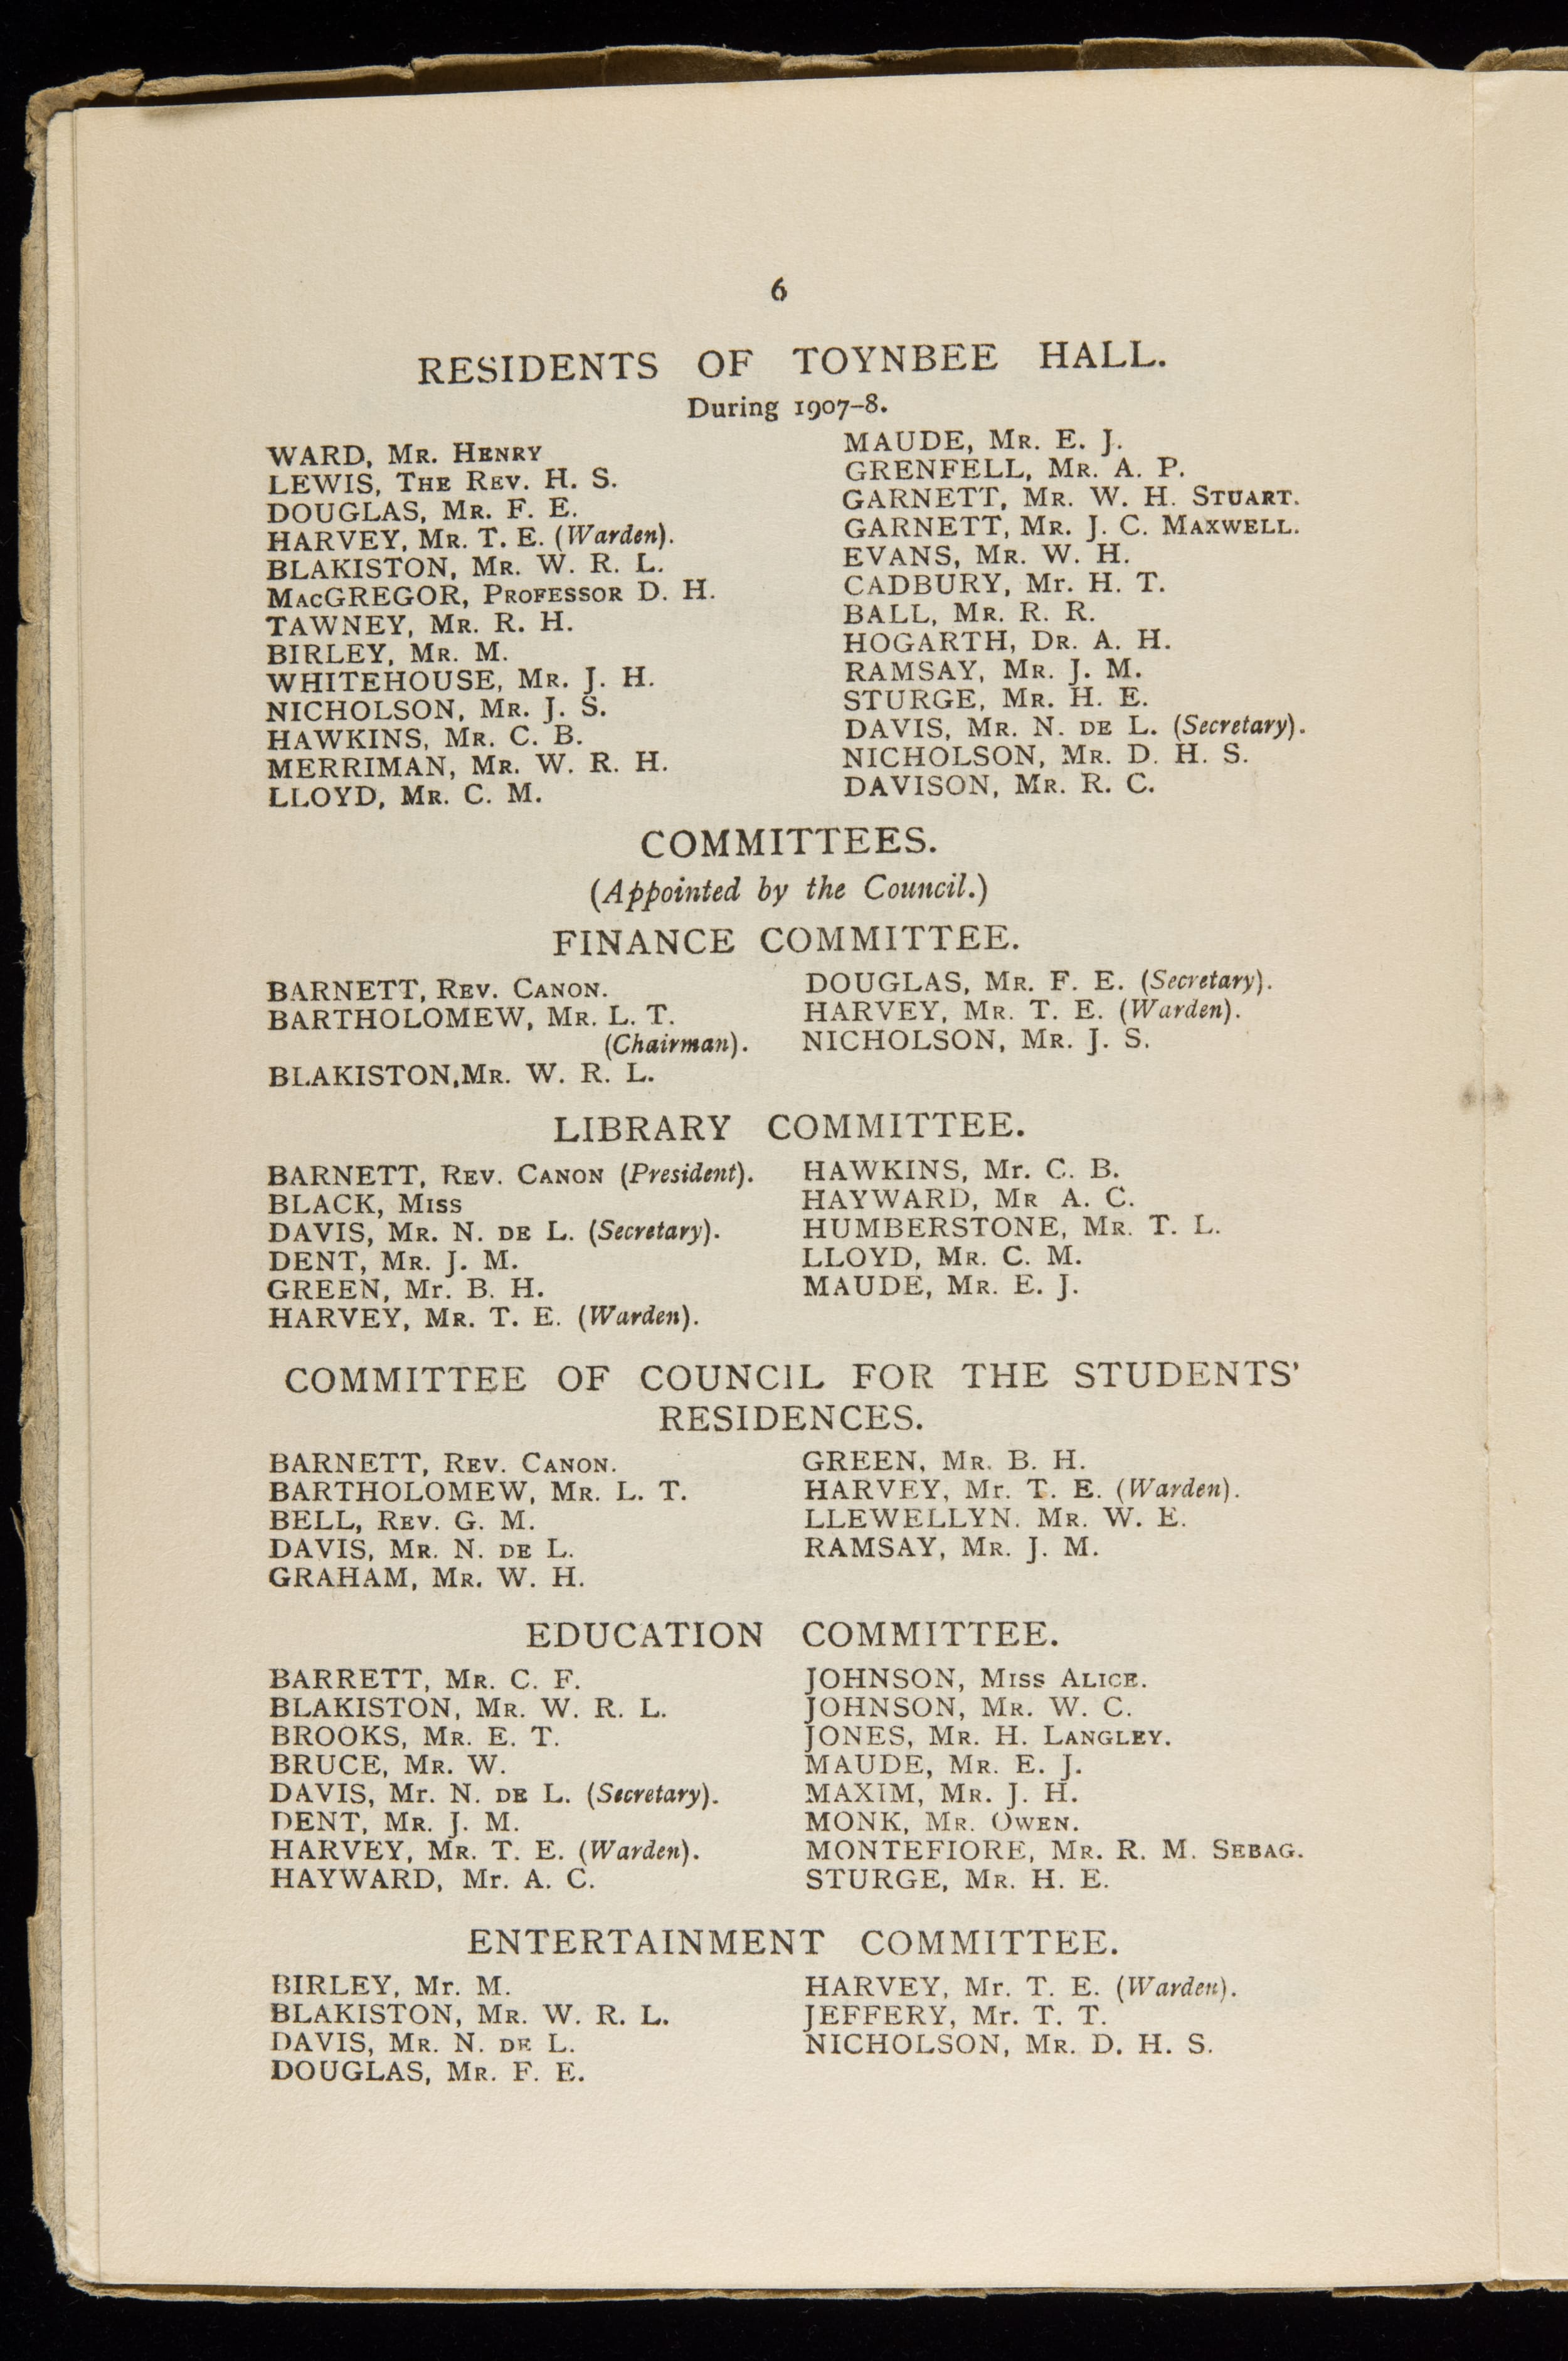 6
RESIDENTS OF TOYNBEE HALL.
During 1907–8.
WARD, MR. HENRY
LEWIS, THE REV. H. S.
DOUGLAS, MR. F. E.
HARVEY, MR. T. E. (Warden).
BLAKISTON, MR. W. R. L.
MACGREGOR, PROFESSOR D. H.
TAWNEY, MR. R. H.
BIRLEY, MR. M.
WHITEHOUSE, MR. J. H.
NICHOLSON, MR. J. S.
HAWKINS, MR. C. B.
MERRIMAN, MR. W. R. H.
LLOYD, MR. C. M.
MAUDE, MR. E. J.
GRENFELL, MR. A. P.
GARNETT, MR. W. H. STUART.
GARNETT, MR. J. C. MAXWELL.
EVANS, MR. W. H.
CADBURY, Mr. H. T.
BALL, MR. R. R.
HOGARTH, DR. A. H.
RAMSAY, MR. J. M.
STURGE, MR. H. E.
DAVIS, MR. N. DE L. (Secretary).
NICHOLSON, MR. D. H. S.
DAVISON, MR. R. C.
COMMITTEES.
(Appointed by the Council.)
FINANCE COMMITTEE.
BARNETT, REV. CANON.
BARTHOLOMEW, MR. L. T.
(Chairman).
BLAKISTON, MR. W. R. L.
DOUGLAS, MR. F. E. (Secretary).
HARVEY, MR. T. E. (Warden).
NICHOLSON, MR. J. S.
LIBRARY COMMITTEE.
BARNETT, REV. CANON (President).
BLACK, MISS
DAVIS, MR. N. DE L. (Secretary).
DENT, MR. J. M.
GREEN, Mr. B. H.
HARVEY, MR. T. E. (Warden).
HAWKINS, Mr. C. B.
HAYWARD, MR A. C.
HUMBERSTONE, MR. T. L.
LLOYD, MR. C. M.
MAUDE, MR. E. J.
COMMITTEE OF COUNCIL FOR THE STUDENTS'
RESIDENCES.
BARNETT, REV. CANON.
BARTHOLOMEW, MR. L. T.
BELL, REV. G. M.
DAVIS, MR. N. DE L.
GRAHAM, MR. W. H.
GREEN, MR. B. H.
HARVEY, Mr. T. E. (Warden).
LLEWELLYN. MR. W. E.
RAMSAY, MR. J. M.
EDUCATION COMMITTEE.
BARRETT, MR. C. F.
BLAKISTON, MR. W. R. L.
BROOKS, MR. E. T.
BRUCE, MR. W.
DAVIS, Mr. N. DE L. (Secretary).
DENT, MR. J. M.
HARVEY, MR. T. E. (Warden).
HAYWARD, Mr. A. C.
JOHNSON, MISS ALICE.
JOHNSON, MR. W. C.
JONES, MR. H. LANGLEY.
MAUDE, MR. E. J.
MAXIM, MR. J. H.
MONK, MR. OWEN.
MONTEFIORE, MR. R. M. SEBAG.
STURGE, MR. H. E.
ENTERTAINMENT COMMITTEE.
BIRLEY, Mr. M.
BLAKISTON, MR. W. R. L.
DAVIS, MR. N. DE L.
DOUGLAS, MR. F. E.
HARVEY, Mr. T. E. (Warden).
JEFFERY, Mr. T. T.
NICHOLSON, MR. D. H. S.